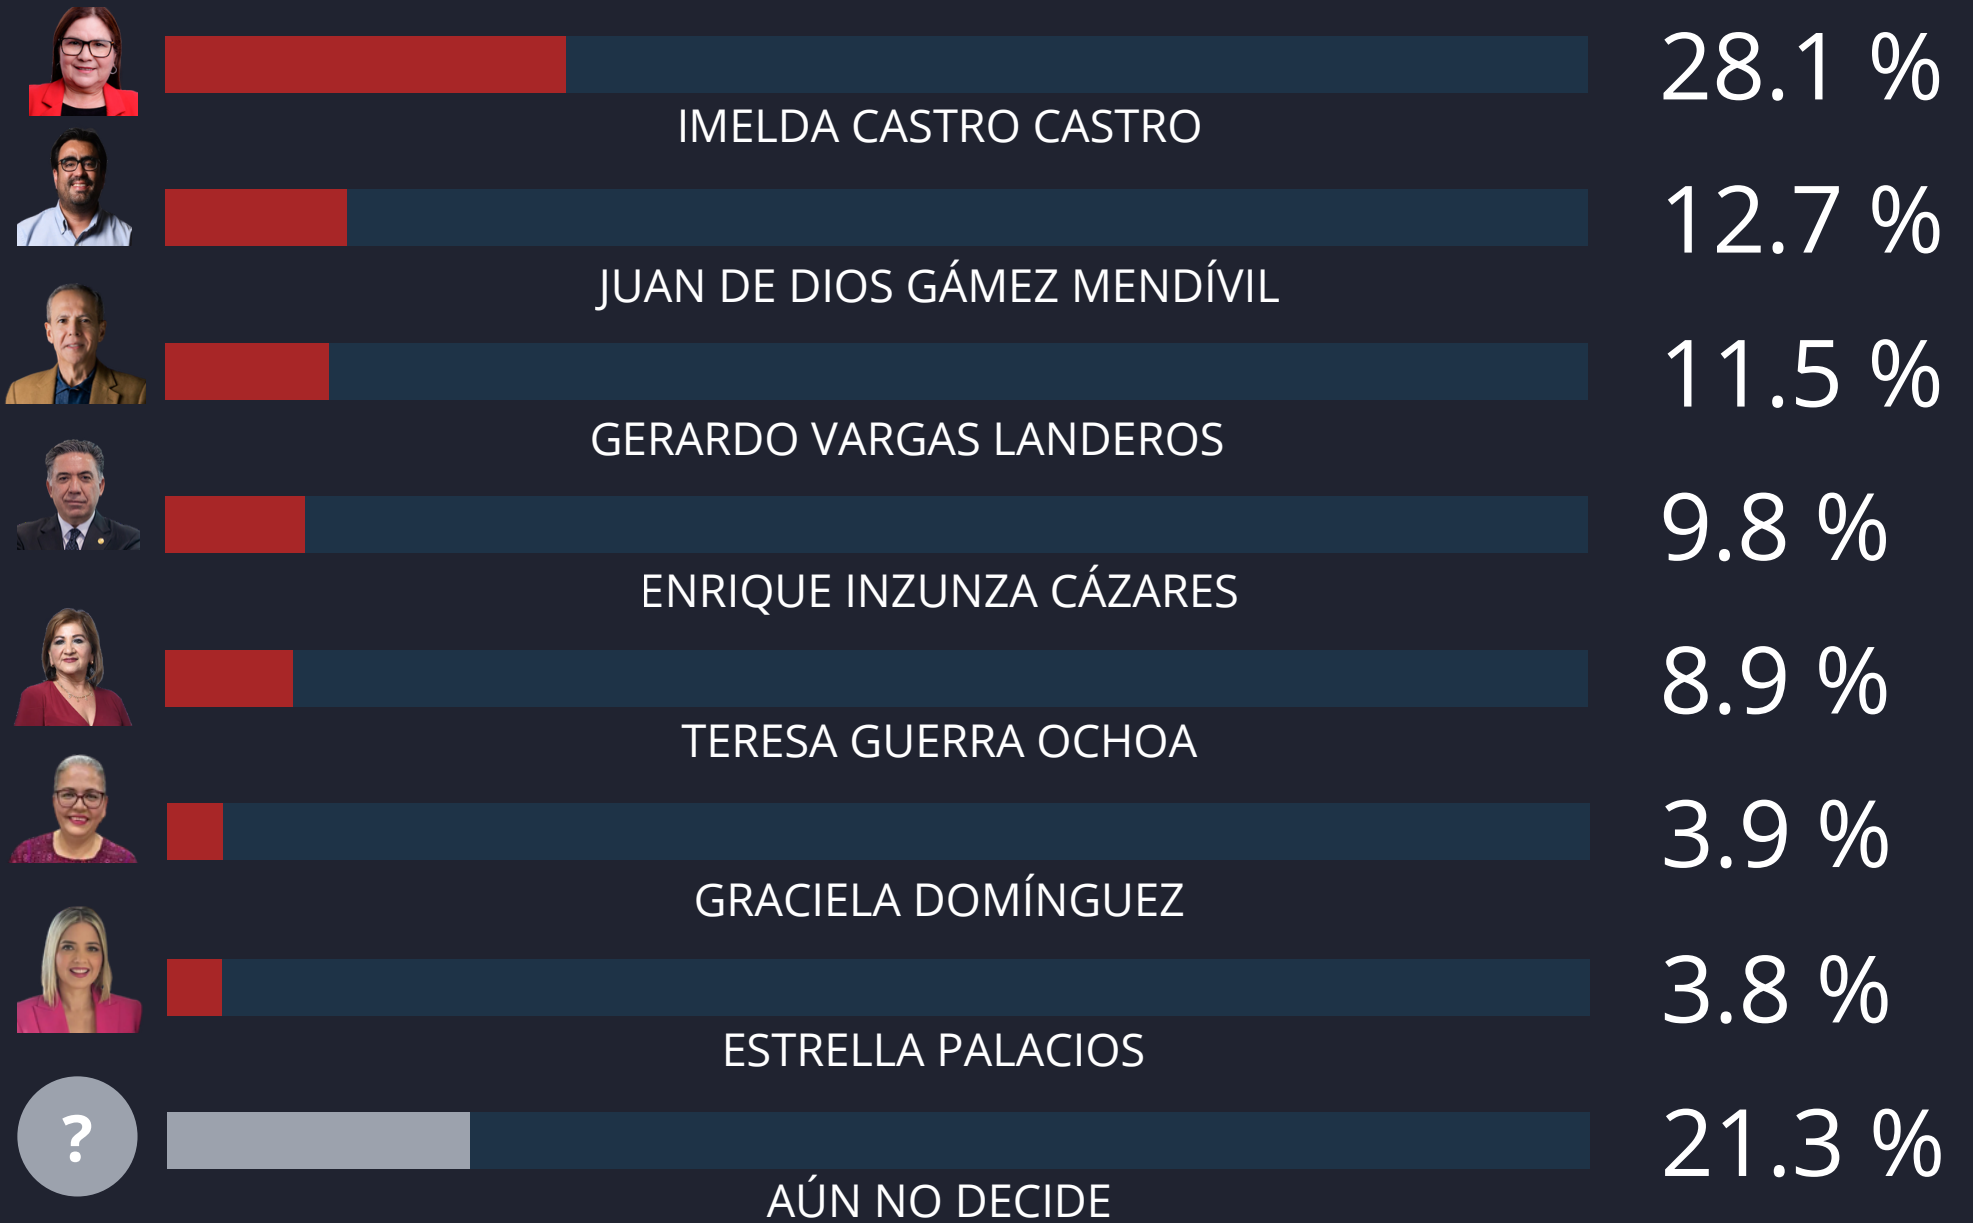 28.1 %
IMELDA CASTRO CASTRO
12.7 %
JUAN DE DIOS GÁMEZ MENDÍVIL
11.5 %
GERARDO VARGAS LANDEROS
9.8 %
ENRIQUE INZUNZA CÁZARES
8.9 %
TERESA GUERRA OCHOA
3.9 %
GRACIELA DOMÍNGUEZ
3.8 %
ESTRELLA PALACIOS
?
21.3 %
AÚN NO DECIDE